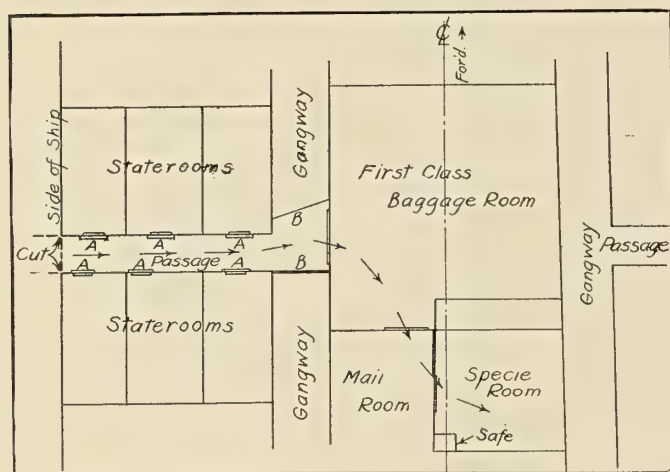 ℄
For'd.
Side of Ship
Staterooms
Gangway
First Class
Baggage Room
B
A A A
Cut
Passage
A A A
B
Gangway
Passage
Staterooms
Gangway
Mail
Room
Specie
Room
Safe